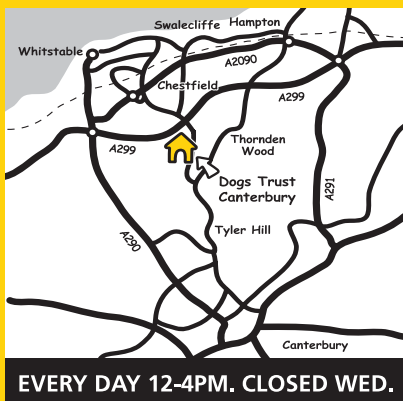 Swalecliffe
Hampton
Whitstable
A2090
Chestfield
A299
A299
Thornden
Wood
Dogs Trust
Canterbury
A291
Tyler Hill
A290
Canterbury
EVERY DAY 12-4PM. CLOSED WED.